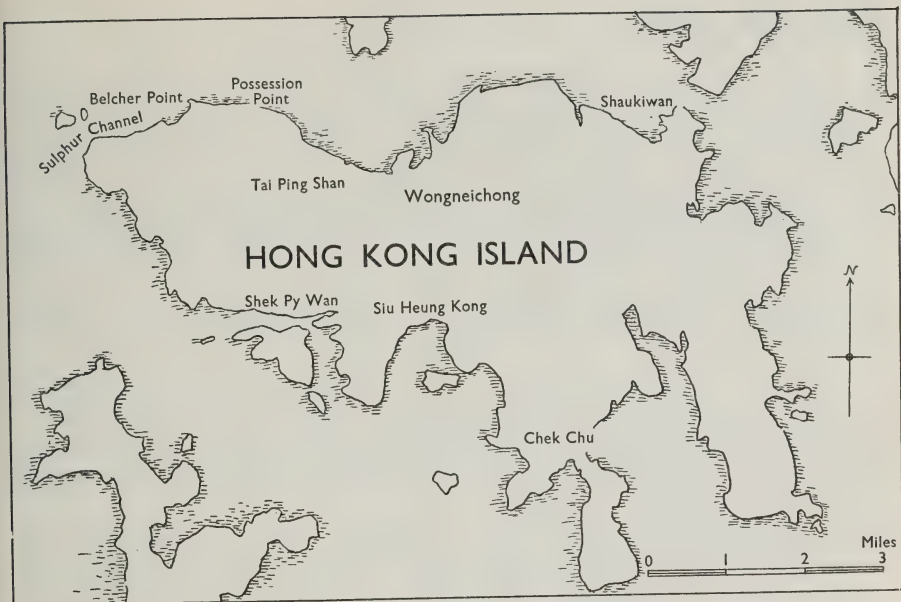 Possession
Point
Belcher Point
Sulphur Channel
Shaukiwan
Tai Ping Shan
Wongneichong
HONG KONG ISLAND
N
Shek Py Wan
Siu Heung Kong
Chek Chu
Miles
0 1 2 3